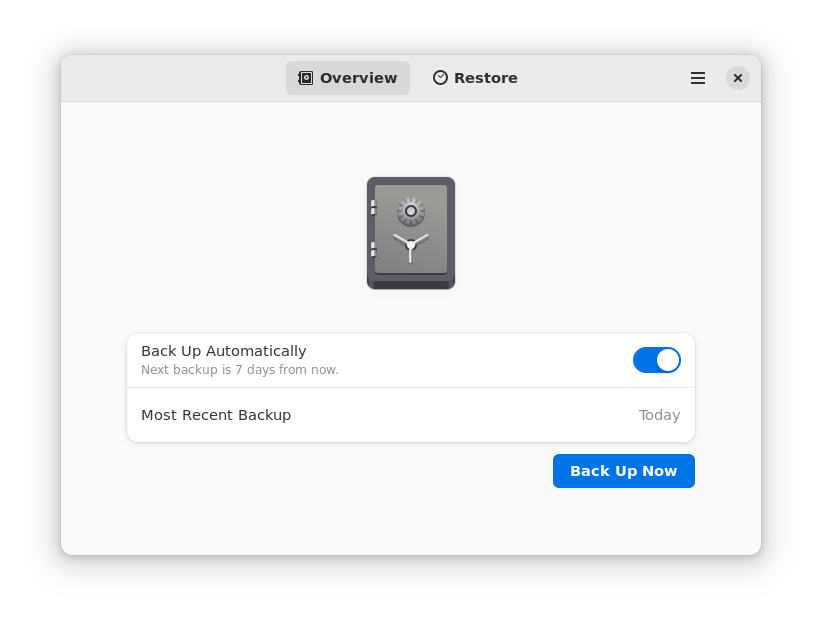 Overview
Restore
Back Up Automatically
Next backup is 7 days from now.
Most Recent Backup
Today
Back Up Now